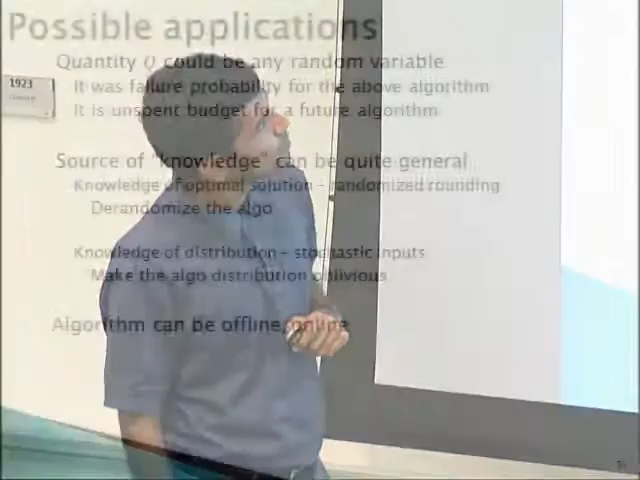 Possible applications
Quantity Q could be any random variable
It was failure probability for the above algorithm
It is unspent budget for a future algorithm
Source of "knowledge" can be quite general
Knowledge of optimal solution - randomized rounding
Derandomize the algo
Knowledge of distribution - stochastic inputs
Make the algo distribution oblivious
Algorithm can be offline, online
1923